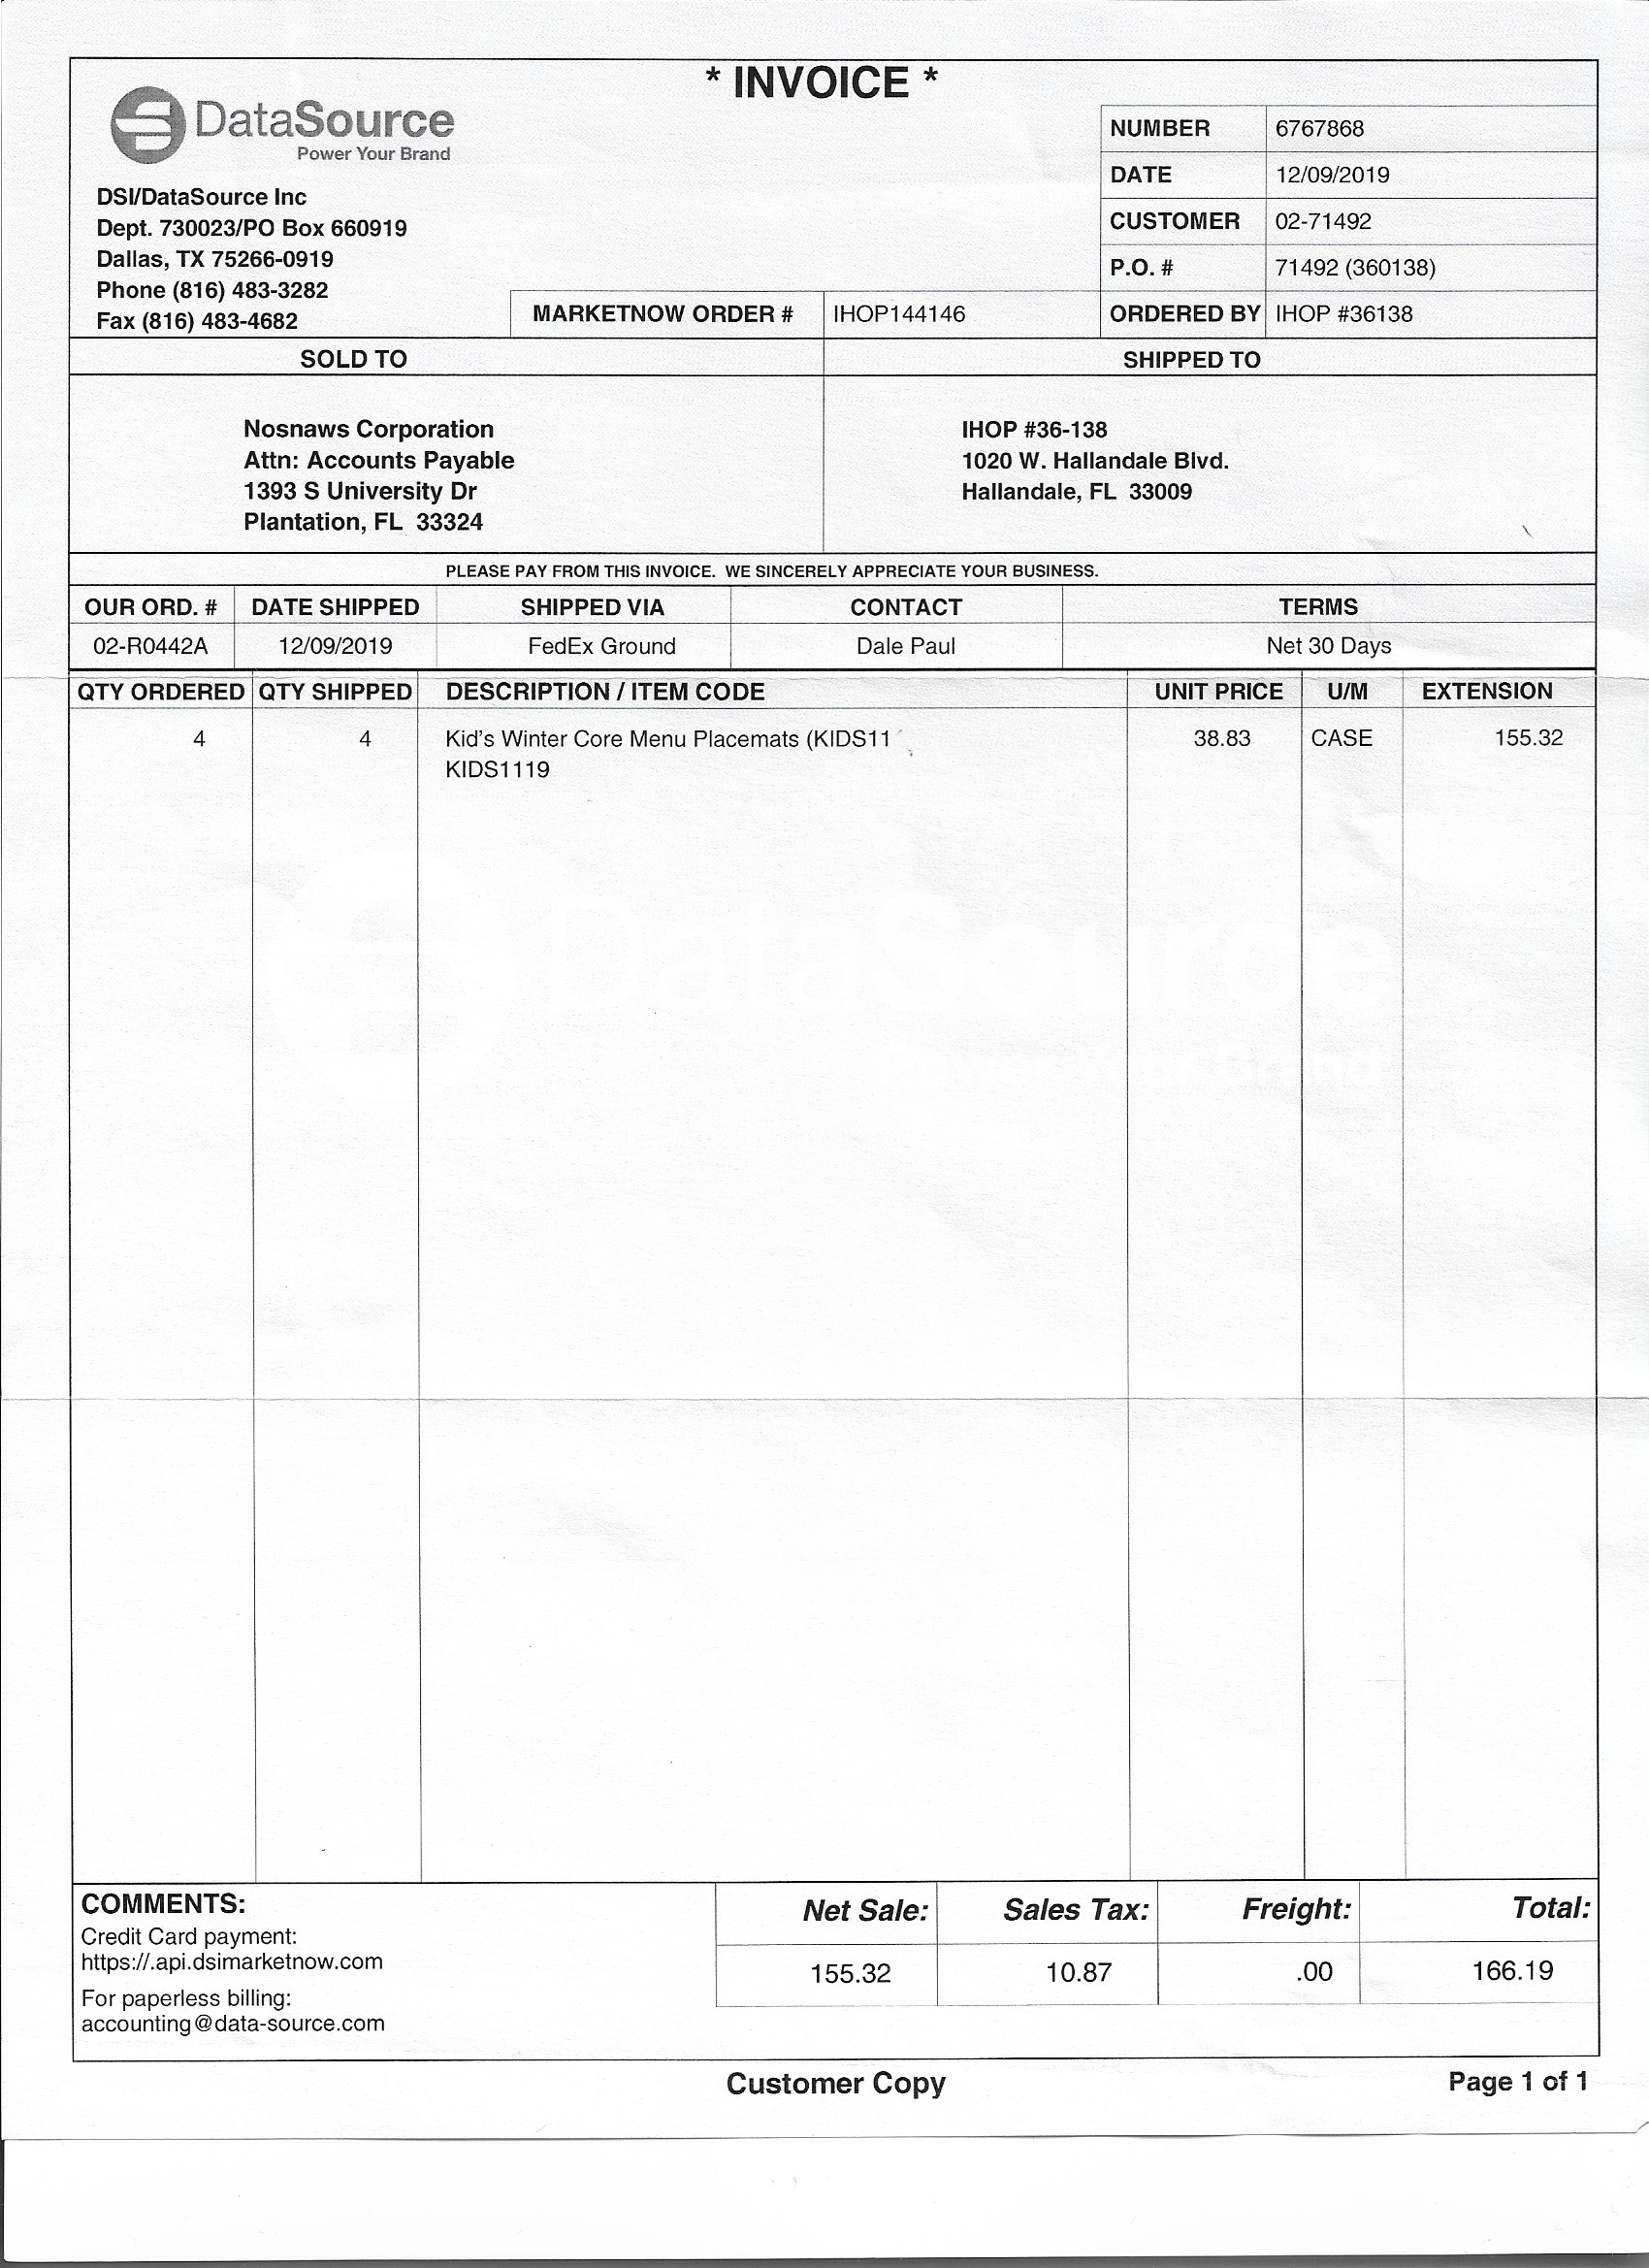 * INVOICE *
DataSource
Power Your Brand
DSI/DataSource Inc
Dept. 730023/PO Box 660919
Dallas, TX 75266-0919
Phone (816) 483-3282
Fax (816) 483-4682
NUMBER 6767868
DATE 12/09/2019
CUSTOMER 02-71492
P.O. # 71492 (360138)
MARKETNOW ORDER # IHOP144146 ORDERED BY IHOP #36138
SOLD TO SHIPPED TO
Nosnaws Corporation
Attn: Accounts Payable
1393 S University Dr
Plantation, FL 33324
IHOP #36-138
1020 W. Hallandale Blvd.
Hallandale, FL 33009
PLEASE PAY FROM THIS INVOICE. WE SINCERELY APPRECIATE YOUR BUSINESS.
OUR ORD. # DATE SHIPPED SHIPPED VIA CONTACT TERMS
02-R0442A 12/09/2019 FedEx Ground Dale Paul Net 30 Days
QTY ORDERED QTY SHIPPED DESCRIPTION / ITEM CODE UNIT PRICE U/M EXTENSION
4 4 Kid's Winter Core Menu Placemats (KIDS11 38.83 CASE 155.32
KIDS1119
COMMENTS:
Credit Card payment:
https://.api.dsimarketnow.com
For paperless billing:
accounting@data-source.com
Net Sale: Sales Tax: Freight: Total:
155.32 10.87 .00 166.19
Customer Copy
Page 1 of 1